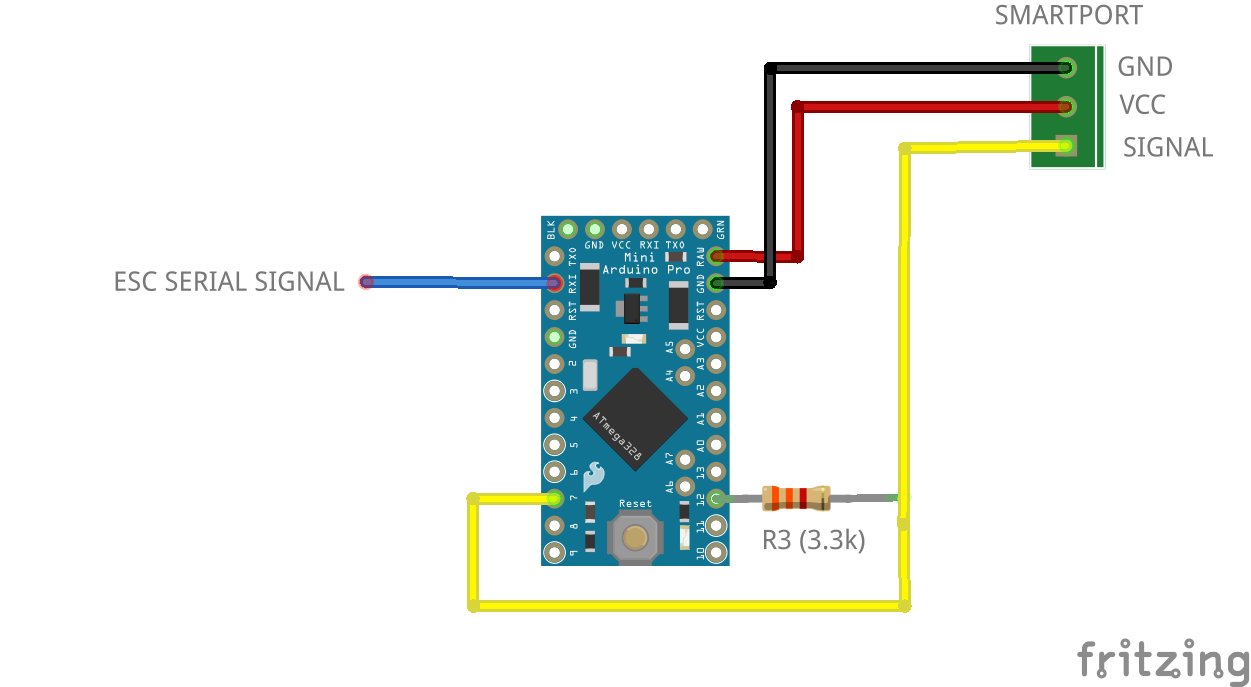 SMARTPORT
GND
VCC
SIGNAL
ESC SERIAL SIGNAL
BLK
GND VCC RXI TXO
GRN
Mini
Arduino Pro
TXO
RXI
RST
GND
2
3
4
5
6
7
8
9
RAW
GND
RST
VCC
A3
A2
A1
A0
13
12
11
10
A5
A4
A7
A6
ATmega328
Reset
R3 (3.3k)
fritzing